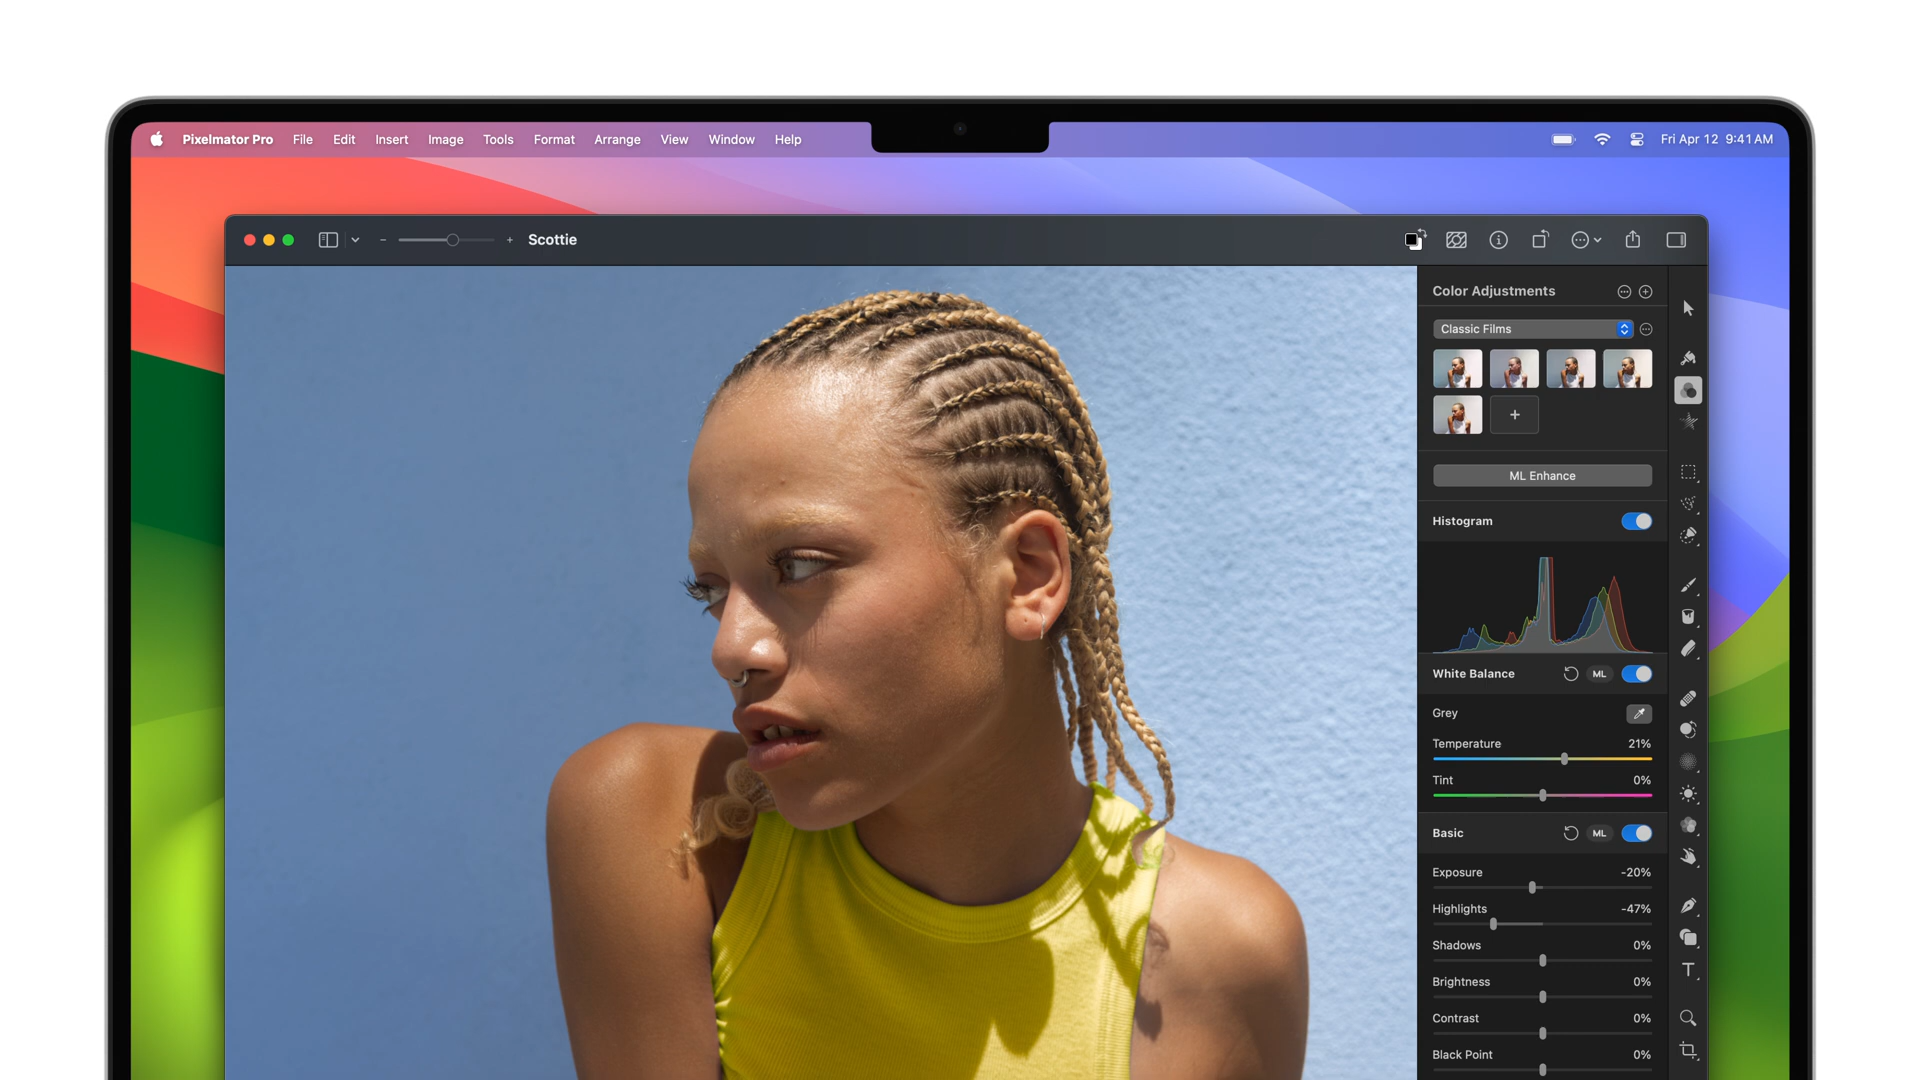 Pixelmator Pro File Edit Insert Image Tools Format Arrange View Window Help Fri Apr 12 9:41 AM
Scottie
Color Adjustments
Classic Films
ML Enhance
Histogram
White Balance ML
Grey
Temperature 21%
Tint 0%
Basic ML
Exposure -20%
Highlights -47%
Shadows 0%
Brightness 0%
Contrast 0%
Black Point 0%